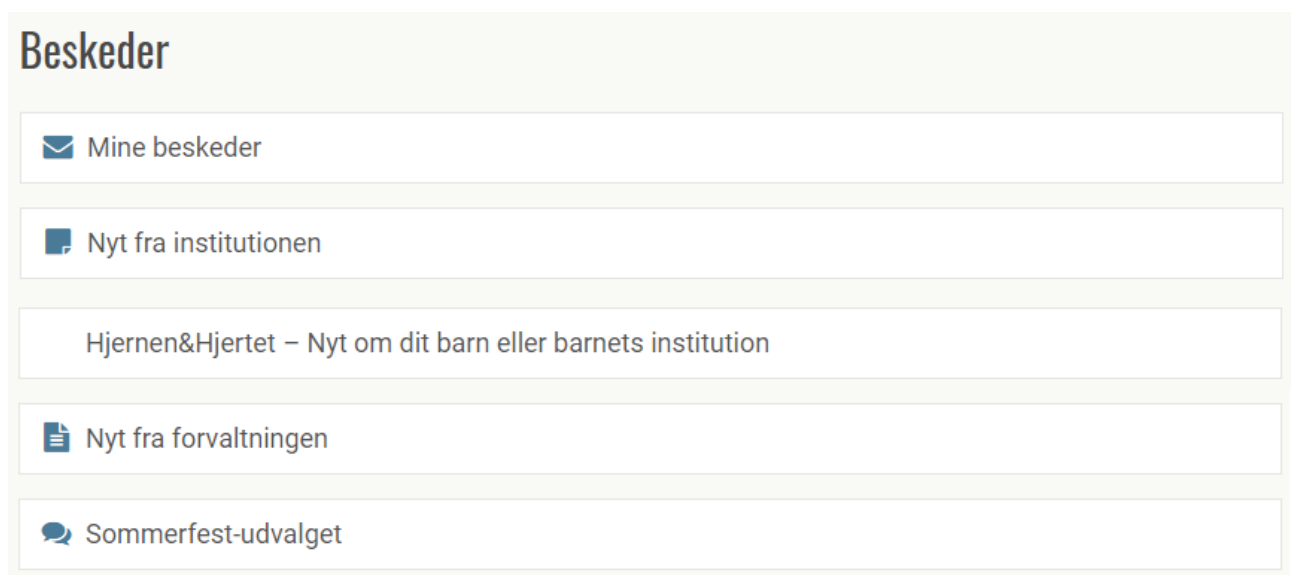 Beskeder
Mine beskeder
Nyt fra institutionen
Hjernen&Hjertet – Nyt om dit barn eller barnets institution
Nyt fra forvaltningen
Sommerfest-udvalget